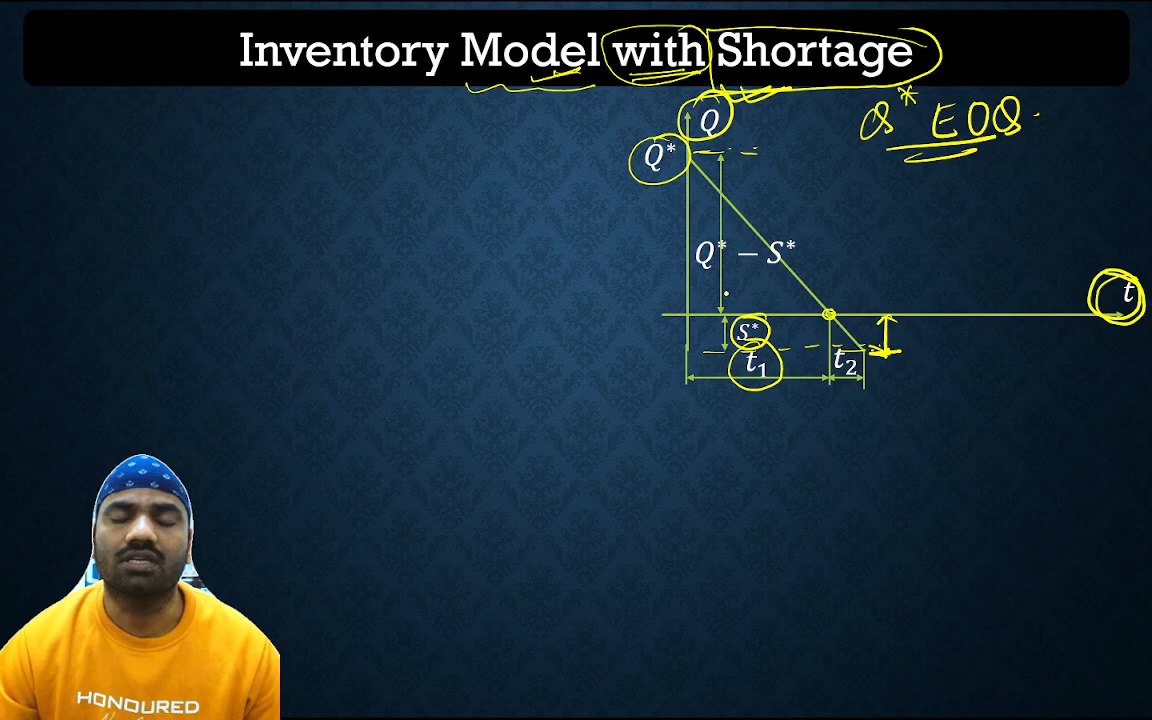 Inventory Model with Shortage
Q
Q* EOQ
Q*
Q* − S*
t
S*
t₁
t₂
HONOURED